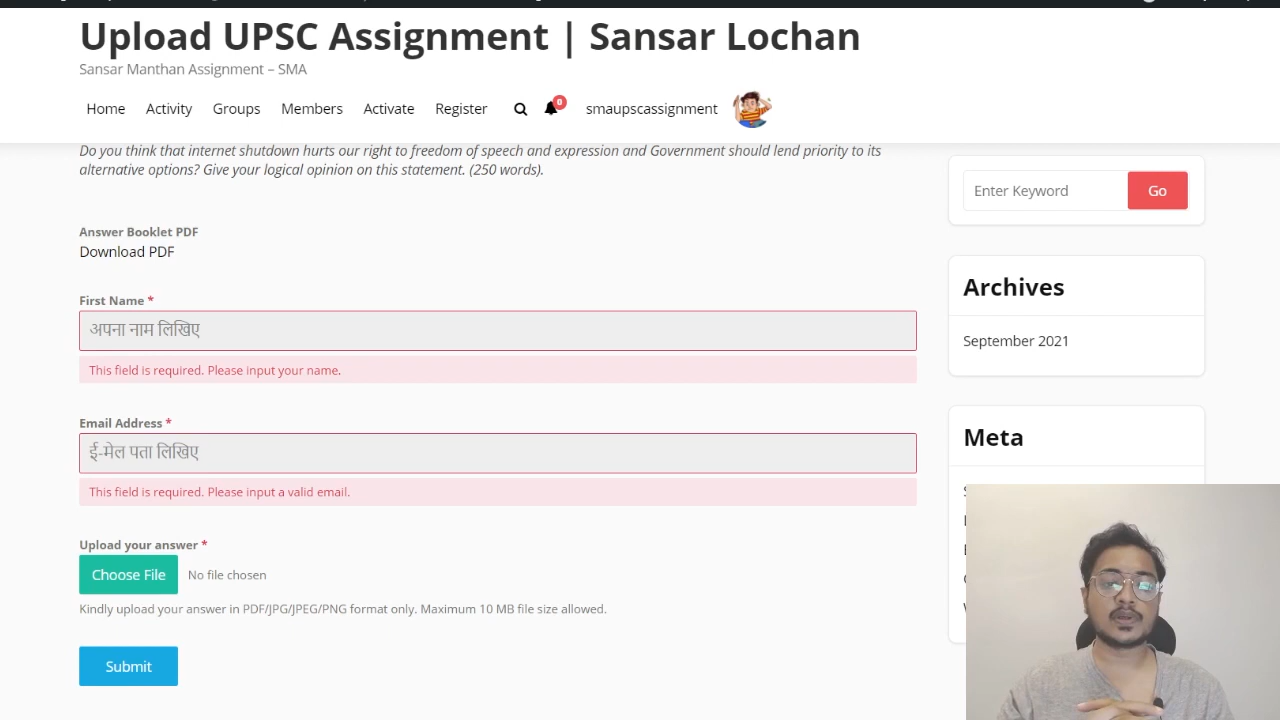 Upload UPSC Assignment | Sansar Lochan
Sansar Manthan Assignment – SMA
Home Activity Groups Members Activate Register 0 smaupscassignment
Do you think that internet shutdown hurts our right to freedom of speech and expression and Government should lend priority to its
alternative options? Give your logical opinion on this statement. (250 words).
Answer Booklet PDF
Download PDF
First Name *
अपना नाम लिखिए
This field is required. Please input your name.
Email Address *
ई-मेल पता लिखिए
This field is required. Please input a valid email.
Upload your answer *
Choose File No file chosen
Kindly upload your answer in PDF/JPG/JPEG/PNG format only. Maximum 10 MB file size allowed.
Submit
Enter Keyword Go
Archives
September 2021
Meta